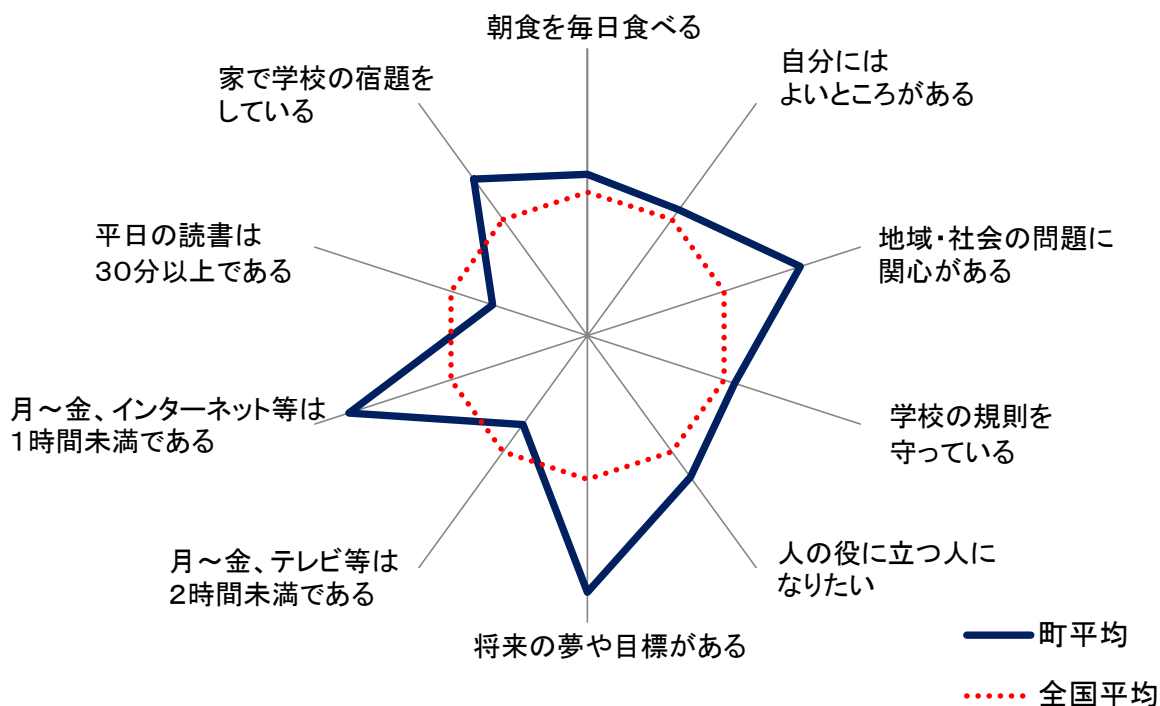 朝食を毎日食べる
自分には
よいところがある
地域・社会の問題に
関心がある
学校の規則を
守っている
人の役に立つ人に
なりたい
将来の夢や目標がある
月～金、テレビ等は
２時間未満である
月～金、インターネット等は
１時間未満である
平日の読書は
３０分以上である
家で学校の宿題を
している
町平均
全国平均